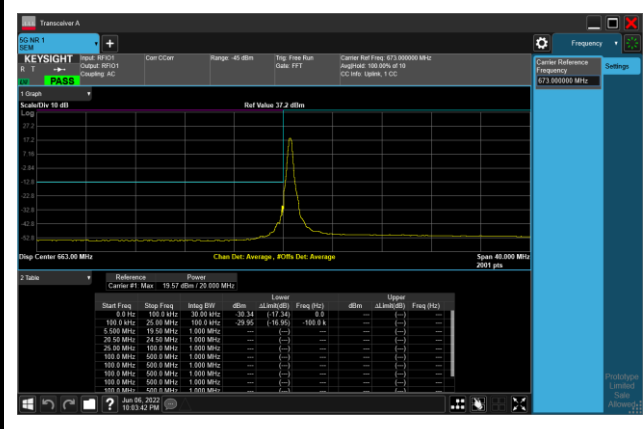 Transceiver A
5G NR 1
SEM
+
Frequency
KEYSIGHT
R T
PASS
Input: RFIO1
Output: RFIO1
Coupling: AC
Corr CCorr
Range: -45 dBm
Trig: Free Run
Gate: FFT
Carrier Ref Freq: 673.000000 MHz
Avg|Hold: 100.00% of 10
CC Info: Uplink, 1 CC
Carrier Reference
Frequency
673.000000 MHz
Settings
1 Graph
Scale/Div 10 dB
Ref Value 37.2 dBm
Log
27.2
17.2
7.16
-2.84
-12.8
-22.8
-32.8
-42.8
-52.8
Disp Center 663.00 MHz
Chan Det: Average , #Offs Det: Average
Span 40.000 MHz
2001 pts
2 Table
Reference Power
Carrier #1 Max 19.57 dBm / 20.000 MHz
Lower Upper
Start Freq Stop Freq Integ BW dBm ΔLimit(dB) Freq (Hz) dBm ΔLimit(dB) Freq (Hz)
0.0 Hz 100.0 kHz 30.00 kHz -30.34 (-17.34) 0.0 --- (---) ---
100.0 kHz 25.00 MHz 100.0 kHz -29.95 (-16.95) -100.0 k --- (---) ---
5.500 MHz 19.50 MHz 1.000 MHz --- (---) --- --- (---) ---
20.50 MHz 24.50 MHz 1.000 MHz --- (---) --- --- (---) ---
25.00 MHz 100.0 MHz 1.000 MHz --- (---) --- --- (---) ---
100.0 MHz 500.0 MHz 1.000 MHz --- (---) --- --- (---) ---
100.0 MHz 500.0 MHz 1.000 MHz --- (---) --- --- (---) ---
100.0 MHz 500.0 MHz 1.000 MHz --- (---) --- --- (---) ---
100.0 MHz 500.0 MHz 1.000 MHz --- (---) --- --- (---) ---
100.0 MHz 500.0 MHz 1.000 MHz --- (---) --- --- (---) ---
Prototype
Limited
Sale
Allowed
?
Jun 06, 2022
10:03:42 PM